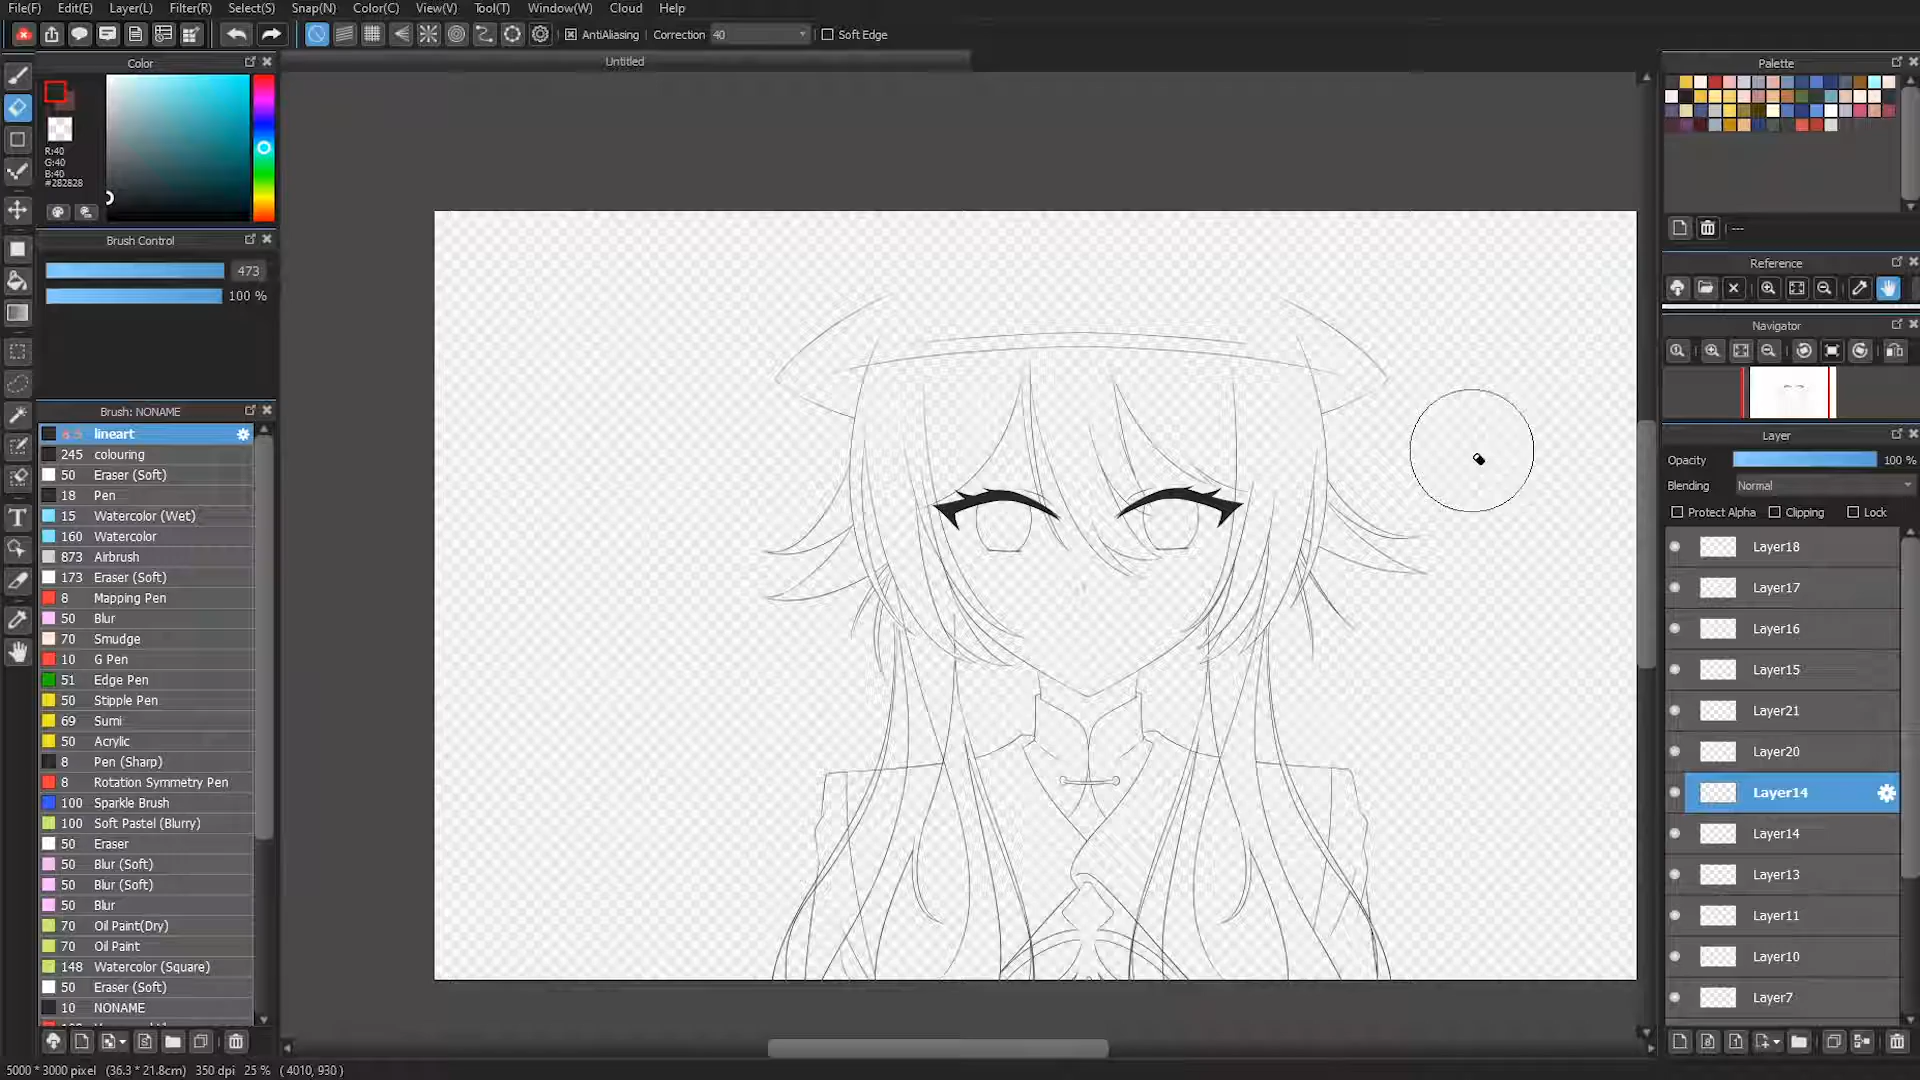 File(F) Edit(E) Layer(L) Filter(R) Select(S) Snap(N) Color(C) View(V) Tool(T) Window(W) Cloud Help
AntiAliasing Correction 40 Soft Edge
Untitled
Color
R:40
G:40
B:40
#282828
Brush Control
473
100 %
Brush: NONAME
lineart
245 colouring
50 Eraser (Soft)
18 Pen
15 Watercolor (Wet)
160 Watercolor
873 Airbrush
173 Eraser (Soft)
8 Mapping Pen
50 Blur
70 Smudge
10 G Pen
51 Edge Pen
50 Stipple Pen
69 Sumi
50 Acrylic
8 Pen (Sharp)
8 Rotation Symmetry Pen
100 Sparkle Brush
100 Soft Pastel (Blurry)
50 Eraser
50 Blur (Soft)
50 Blur (Soft)
50 Blur
70 Oil Paint(Dry)
70 Oil Paint
148 Watercolor (Square)
50 Eraser (Soft)
10 NONAME
Palette
---
Reference
Navigator
Layer
Opacity 100 %
Blending Normal
Protect Alpha Clipping Lock
Layer18
Layer17
Layer16
Layer15
Layer21
Layer20
Layer14
Layer14
Layer13
Layer11
Layer10
Layer7
5000 * 3000 pixel (36.3 * 21.8cm) 350 dpi 25 % ( 4010, 930 )